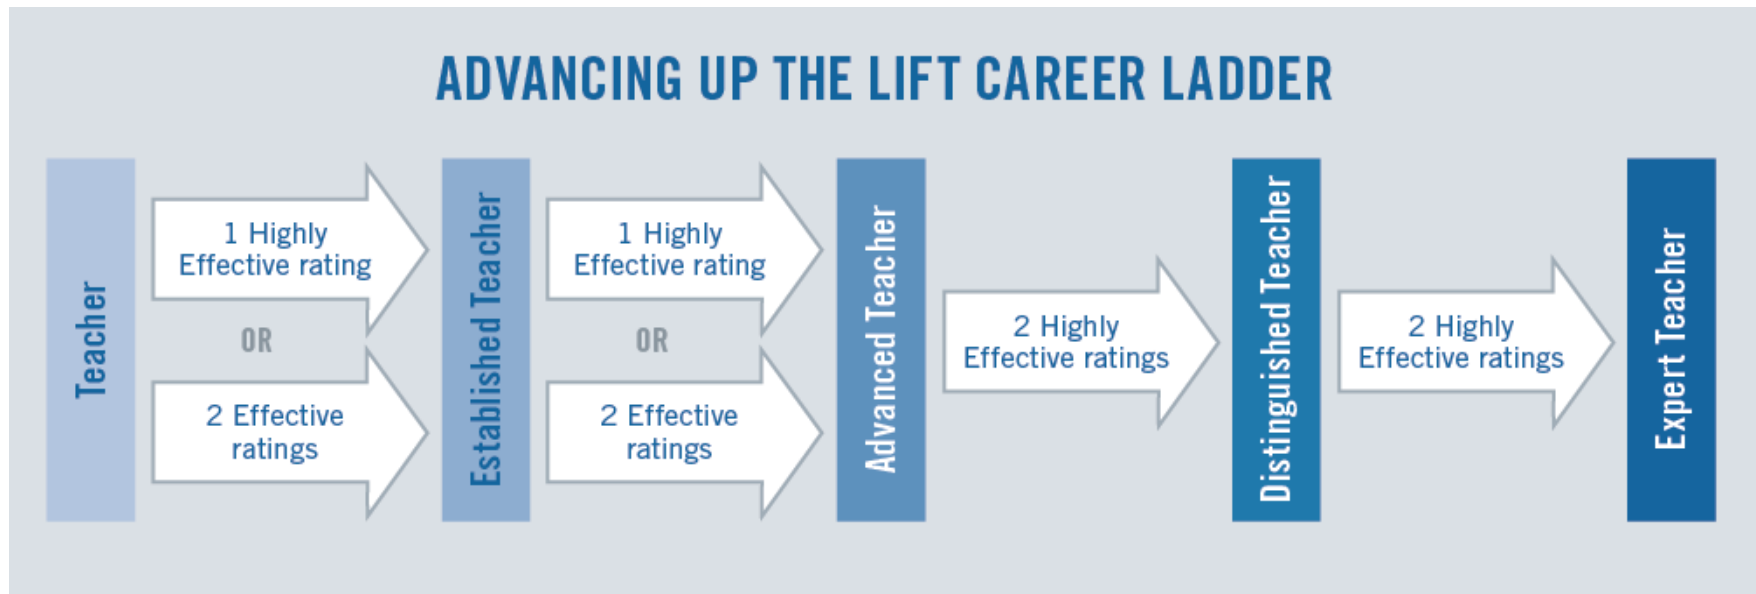 ADVANCING UP THE LIFT CAREER LADDER
Teacher
1 Highly
Effective rating
OR
2 Effective
ratings
Established Teacher
1 Highly
Effective rating
OR
2 Effective
ratings
Advanced Teacher
2 Highly
Effective ratings
Distinguished Teacher
2 Highly
Effective ratings
Expert Teacher